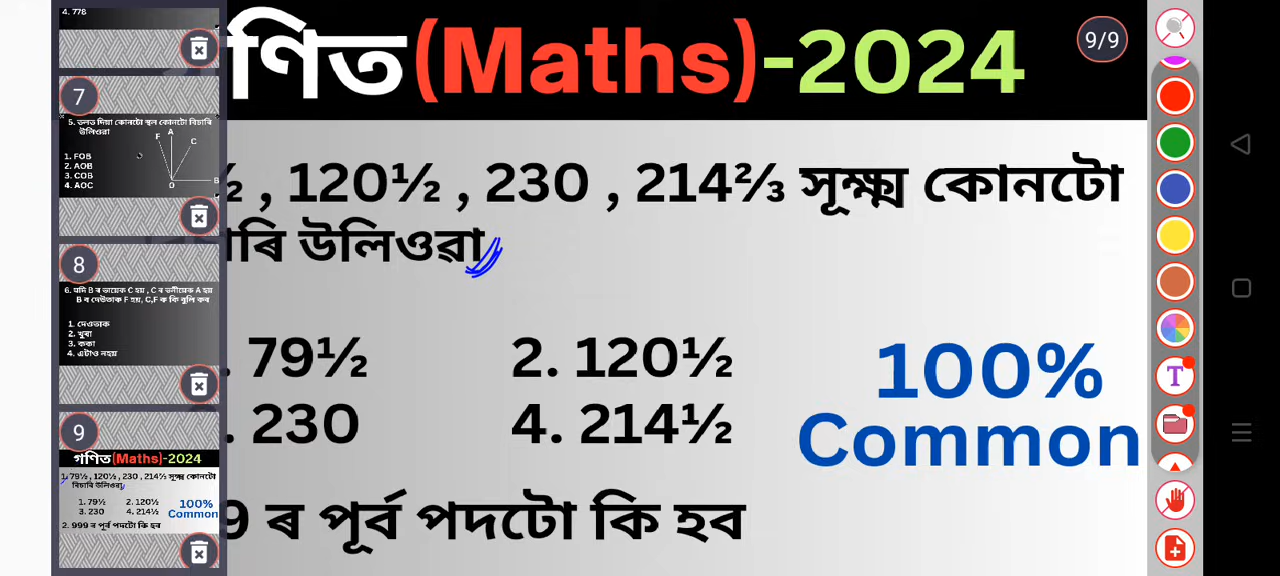 4. 778
7
5. তলত দিয়া কোনটো স্থল কোনটো বিচাৰি
উলিওৱা
1. FOB
2. AOB
3. COB
4. AOC
F A C B O
8
6. যদি B ৰ ভায়েক C হয় , C ৰ ভনীয়েক A হয়
B ৰ দেউতাক F হয়, C,F ক কি বুলি কব
1. দেওতাক
2. খুৰা
3. ককা
4. এটাও নহয়
9
গণিত(Maths)-2024
1. 79½ , 120½ , 230 , 214⅔ সূক্ষ্ম কোনটো
বিচাৰি উলিওৱা
1. 79½ 2. 120½
3. 230 4. 214½
100%
Common
2. 999 ৰ পূৰ্ব পদটো কি হব
গণিত(Maths)-2024
9/9
½ , 120½ , 230 , 214⅔ সূক্ষ্ম কোনটো
চাৰি উলিওৱা
. 79½ 2. 120½
. 230 4. 214½
100%
Common
9 ৰ পূৰ্ব পদটো কি হব
T